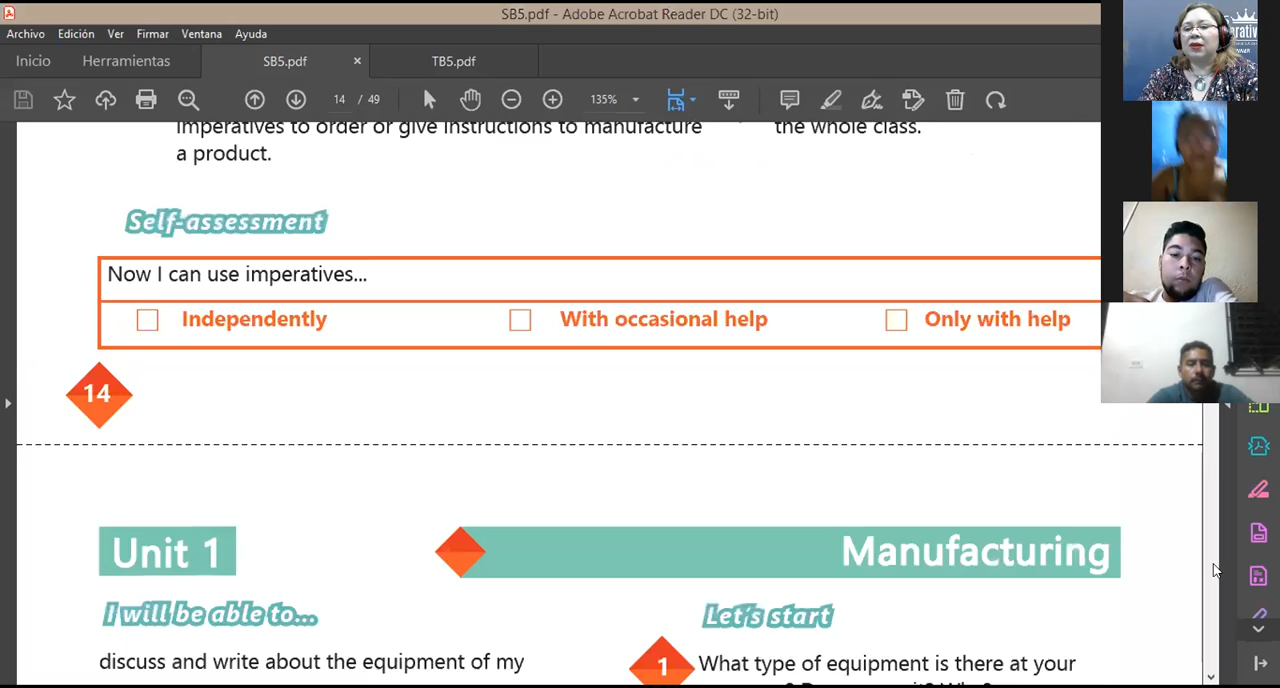 SB5.pdf - Adobe Acrobat Reader DC (32-bit)
Archivo Edición Ver Firmar Ventana Ayuda
Inicio Herramientas SB5.pdf × TB5.pdf
14 / 49 135%
imperatives to order or give instructions to manufacture
a product.
the whole class.
Self-assessment
Now I can use imperatives...
Independently With occasional help Only with help
14
Unit 1 Manufacturing
I will be able to...
discuss and write about the equipment of my
Let's start
1 What type of equipment is there at your